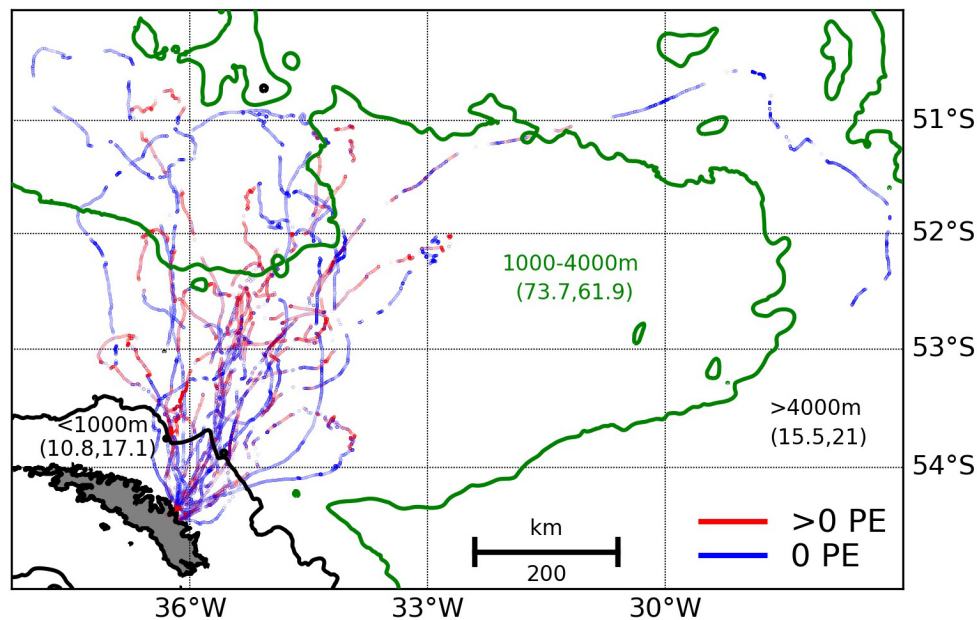 51°S
52°S
1000-4000m
(73.7,61.9)
53°S
<1000m
(10.8,17.1)
>4000m
(15.5,21)
54°S
km
200
>0 PE
0 PE
36°W
33°W
30°W